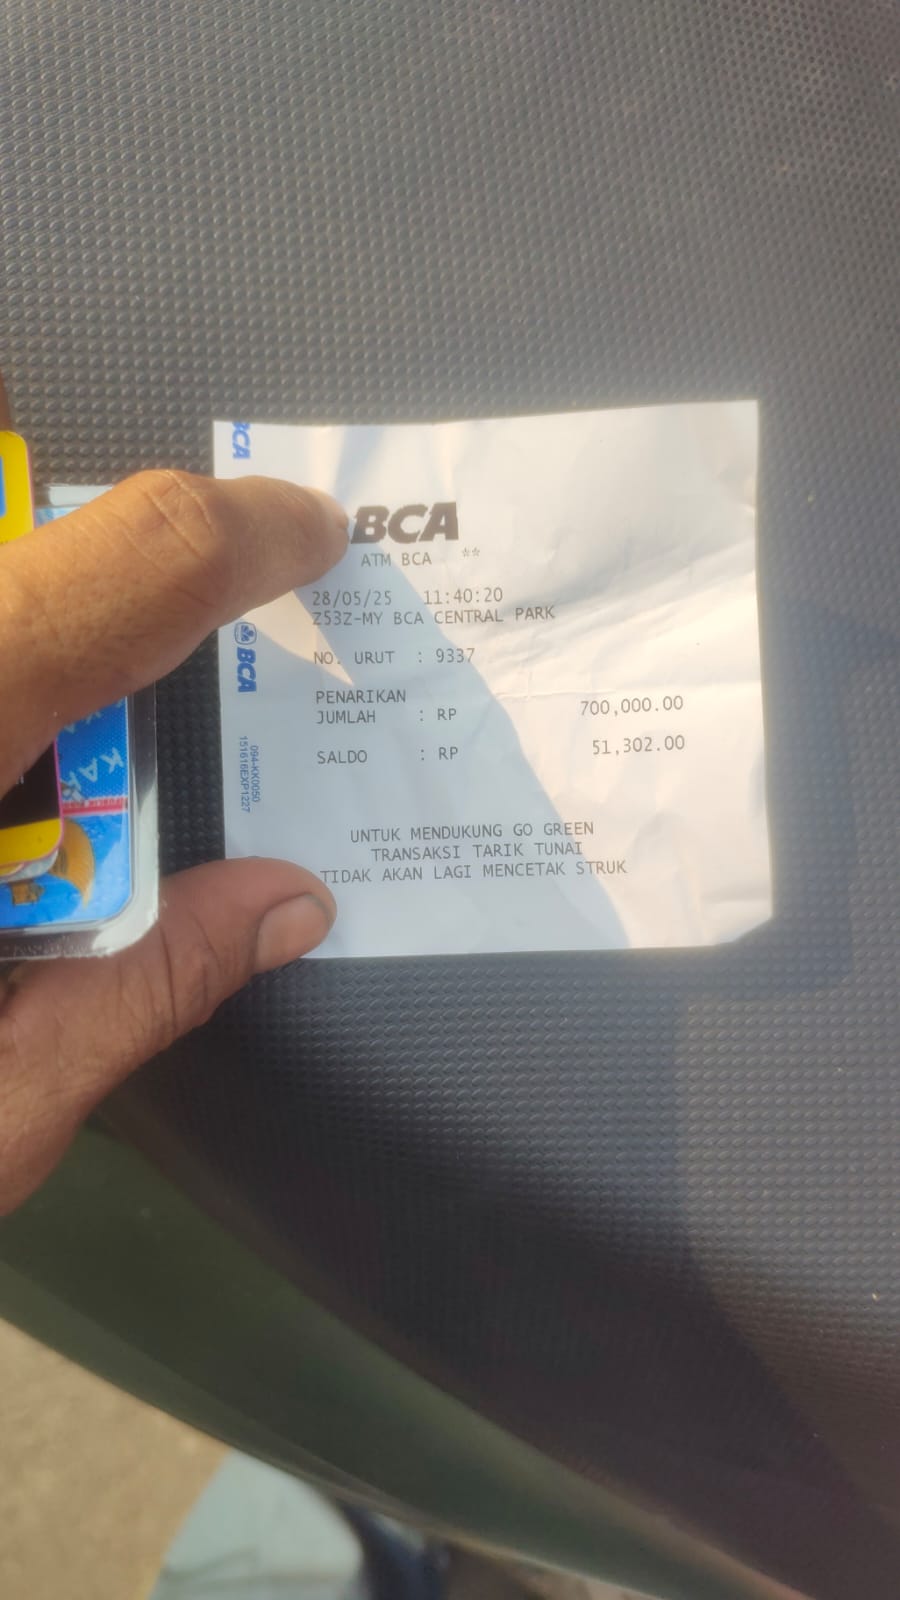 BCA
BCA
ATM BCA **
28/05/25 11:40:20
Z53Z-MY BCA CENTRAL PARK
NO. URUT : 9337
PENARIKAN
JUMLAH : RP 700,000.00
SALDO : RP 51,302.00
UNTUK MENDUKUNG GO GREEN
TRANSAKSI TARIK TUNAI
TIDAK AKAN LAGI MENCETAK STRUK
BCA
094-KK0050
151616EXP1227